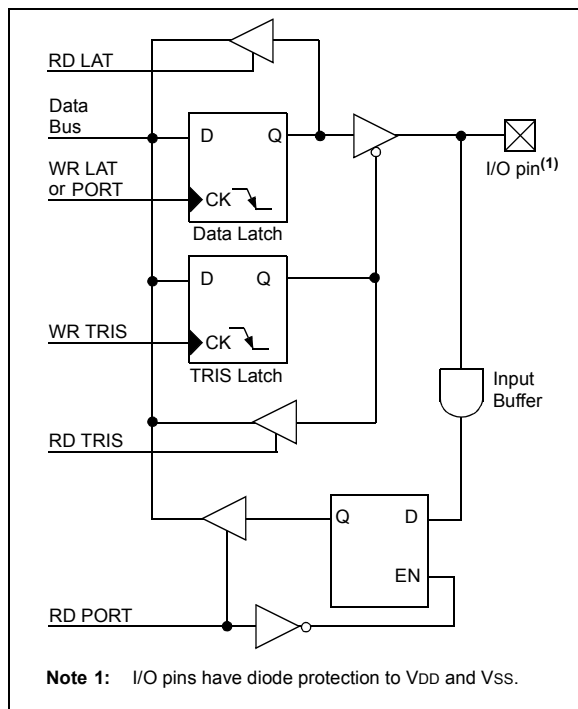 RD LAT
Data
Bus
WR LAT
or PORT
D Q
CK
Data Latch
I/O pin(1)
D Q
WR TRIS
CK
TRIS Latch
Input
Buffer
RD TRIS
Q D
EN
RD PORT
Note 1: I/O pins have diode protection to VDD and VSS.